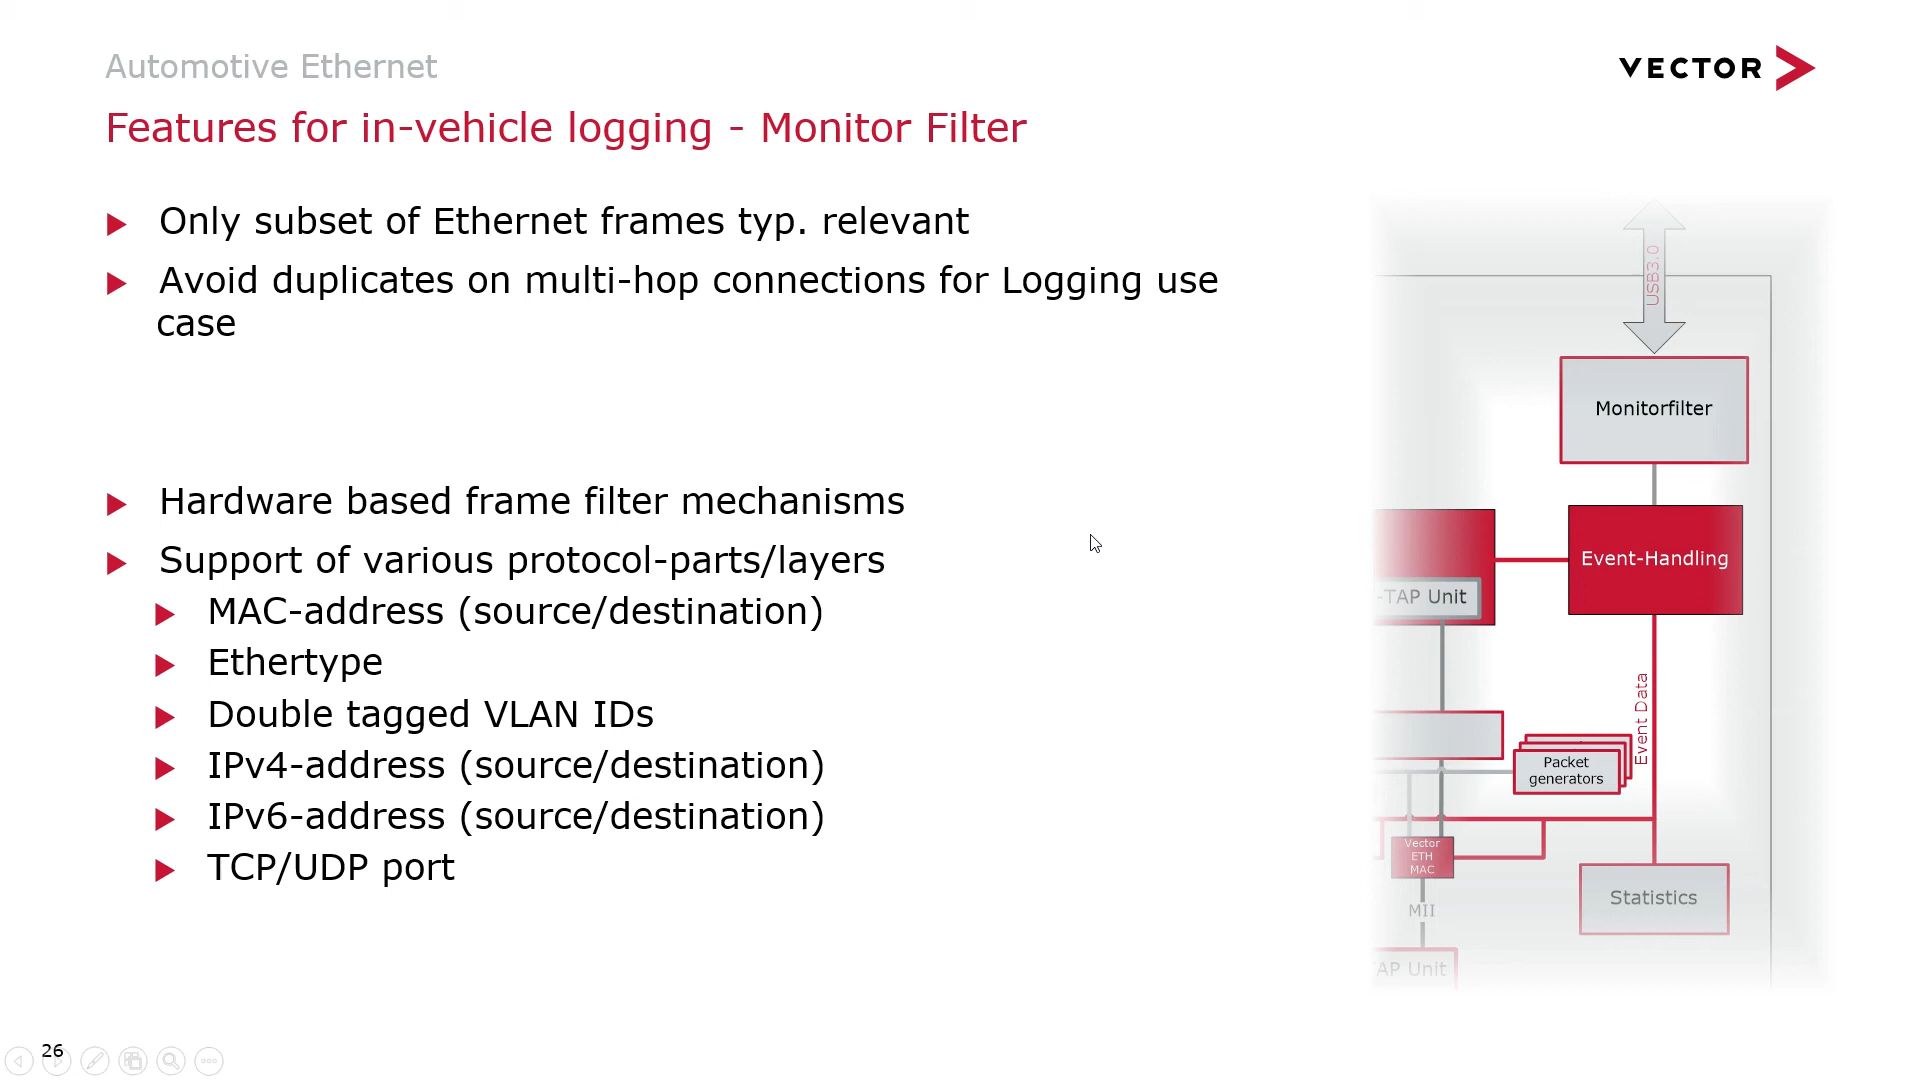 Automotive Ethernet
VECTOR
Features for in-vehicle logging - Monitor Filter
Only subset of Ethernet frames typ. relevant
Avoid duplicates on multi-hop connections for Logging use
case
Hardware based frame filter mechanisms
Support of various protocol-parts/layers
MAC-address (source/destination)
Ethertype
Double tagged VLAN IDs
IPv4-address (source/destination)
IPv6-address (source/destination)
TCP/UDP port
USB3.0
Monitorfilter
Event-Handling
-TAP Unit
Event Data
Packet
generators
Vector
ETH
MAC
MII
Statistics
TAP Unit
26